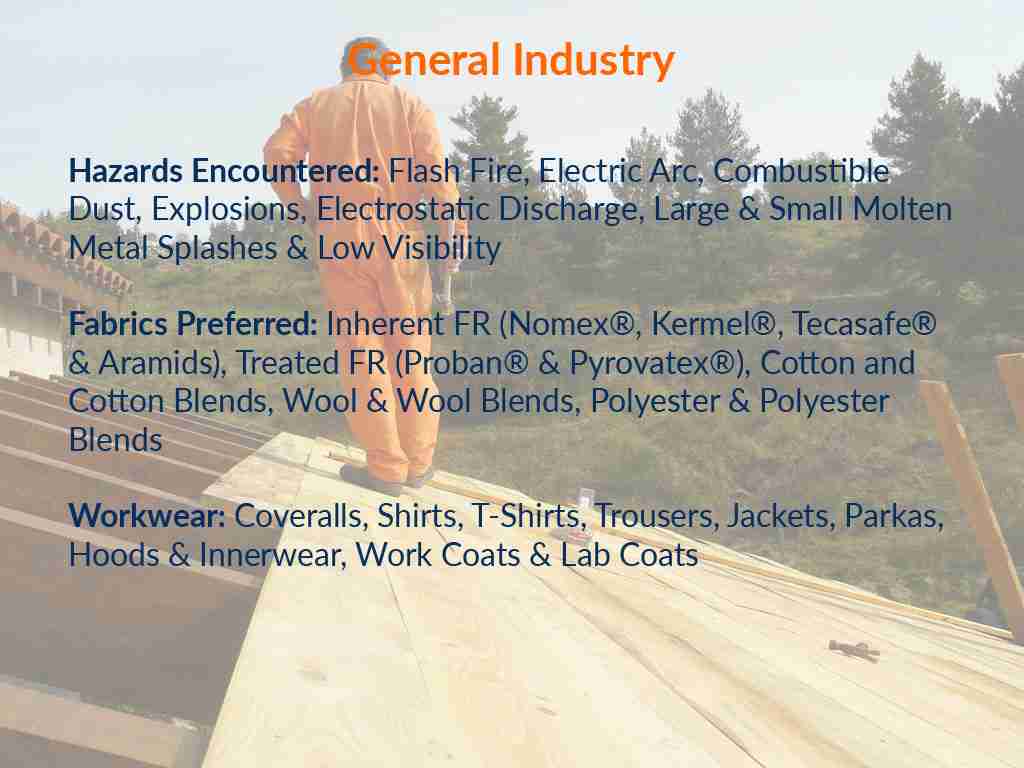 General Industry
Hazards Encountered: Flash Fire, Electric Arc, Combustible
Dust, Explosions, Electrostatic Discharge, Large & Small Molten
Metal Splashes & Low Visibility
Fabrics Preferred: Inherent FR (Nomex®, Kermel®, Tecasafe®
& Aramids), Treated FR (Proban® & Pyrovatex®), Cotton and
Cotton Blends, Wool & Wool Blends, Polyester & Polyester
Blends
Workwear: Coveralls, Shirts, T-Shirts, Trousers, Jackets, Parkas,
Hoods & Innerwear, Work Coats & Lab Coats